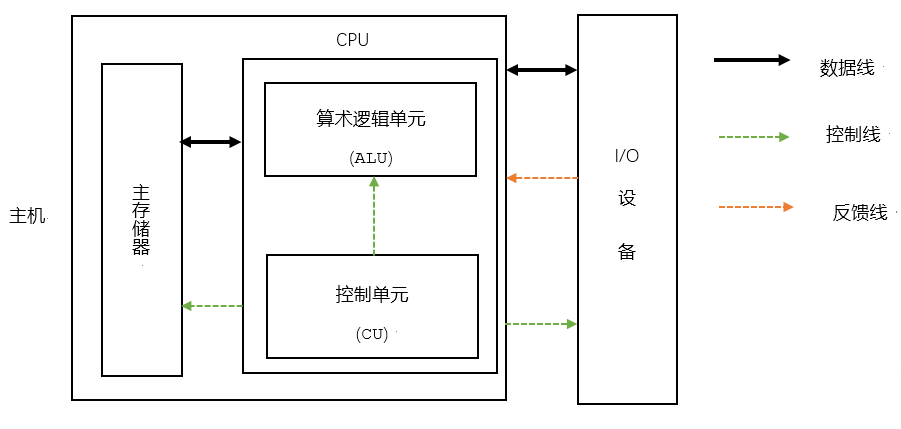 CPU
数据线
算术逻辑单元
(ALU)
控制线
I/O
设
备
主存储器
主机
反馈线
控制单元
(CU)